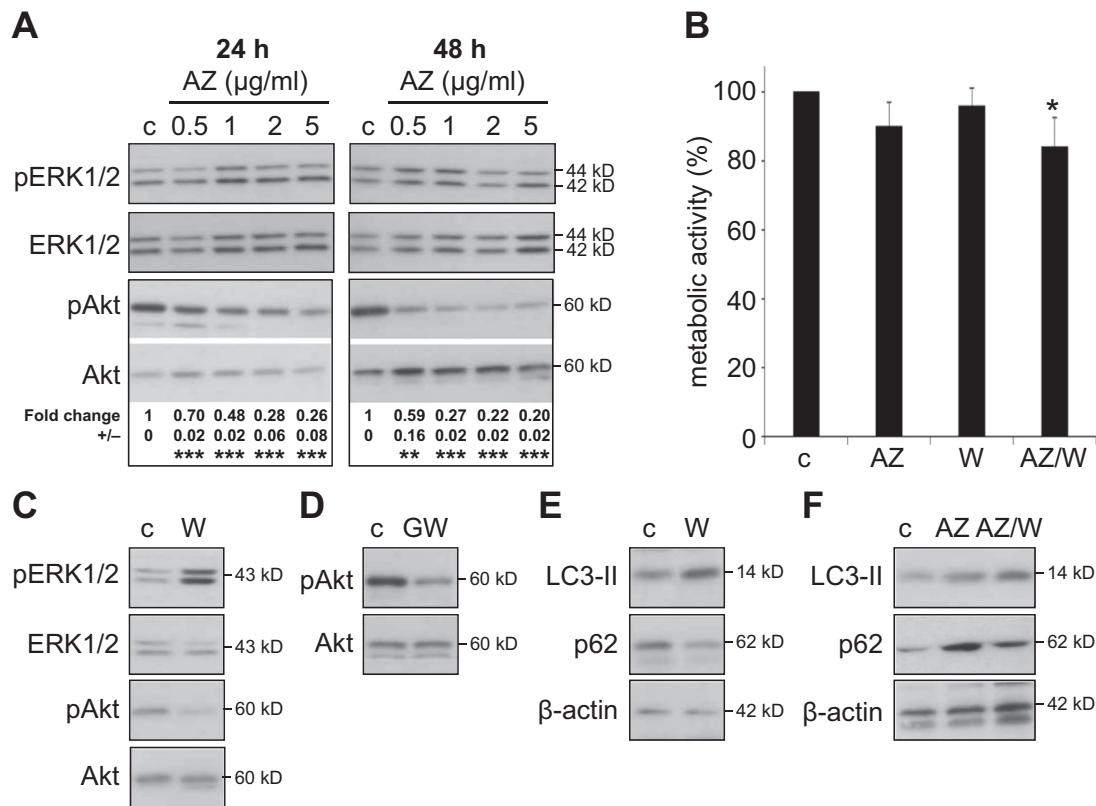 A
24 h
48 h
AZ (µg/ml)
AZ (µg/ml)
c 0.5 1 2 5
c 0.5 1 2 5
pERK1/2
44 kD
42 kD
ERK1/2
44 kD
42 kD
pAkt
60 kD
Akt
60 kD
Fold change 1 0.70 0.48 0.28 0.26 1 0.59 0.27 0.22 0.20
+/– 0 0.02 0.02 0.06 0.08 0 0.16 0.02 0.02 0.02
*** *** *** *** ** *** *** ***
B
metabolic activity (%)
100
80
60
40
20
0
*
c AZ W AZ/W
C
c W
pERK1/2
43 kD
ERK1/2
43 kD
pAkt
60 kD
Akt
60 kD
D
c GW
pAkt
60 kD
Akt
60 kD
E
c W
LC3-II
14 kD
p62
62 kD
β-actin
42 kD
F
c AZ AZ/W
LC3-II
14 kD
p62
62 kD
β-actin
42 kD